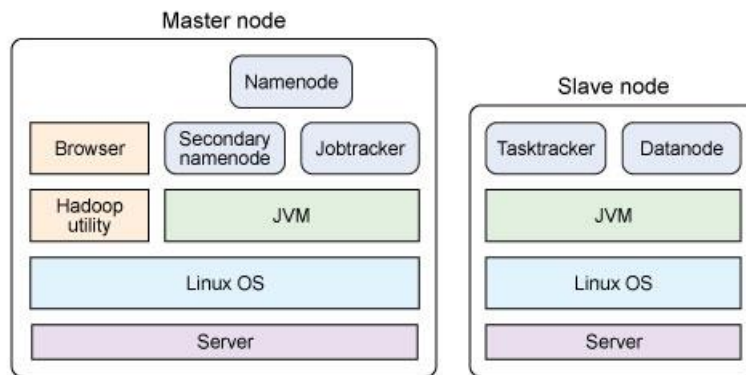 Master node
Namenode
Slave node
Browser
Secondary
namenode
Jobtracker
Tasktracker
Datanode
Hadoop
utility
JVM
JVM
Linux OS
Linux OS
Server
Server